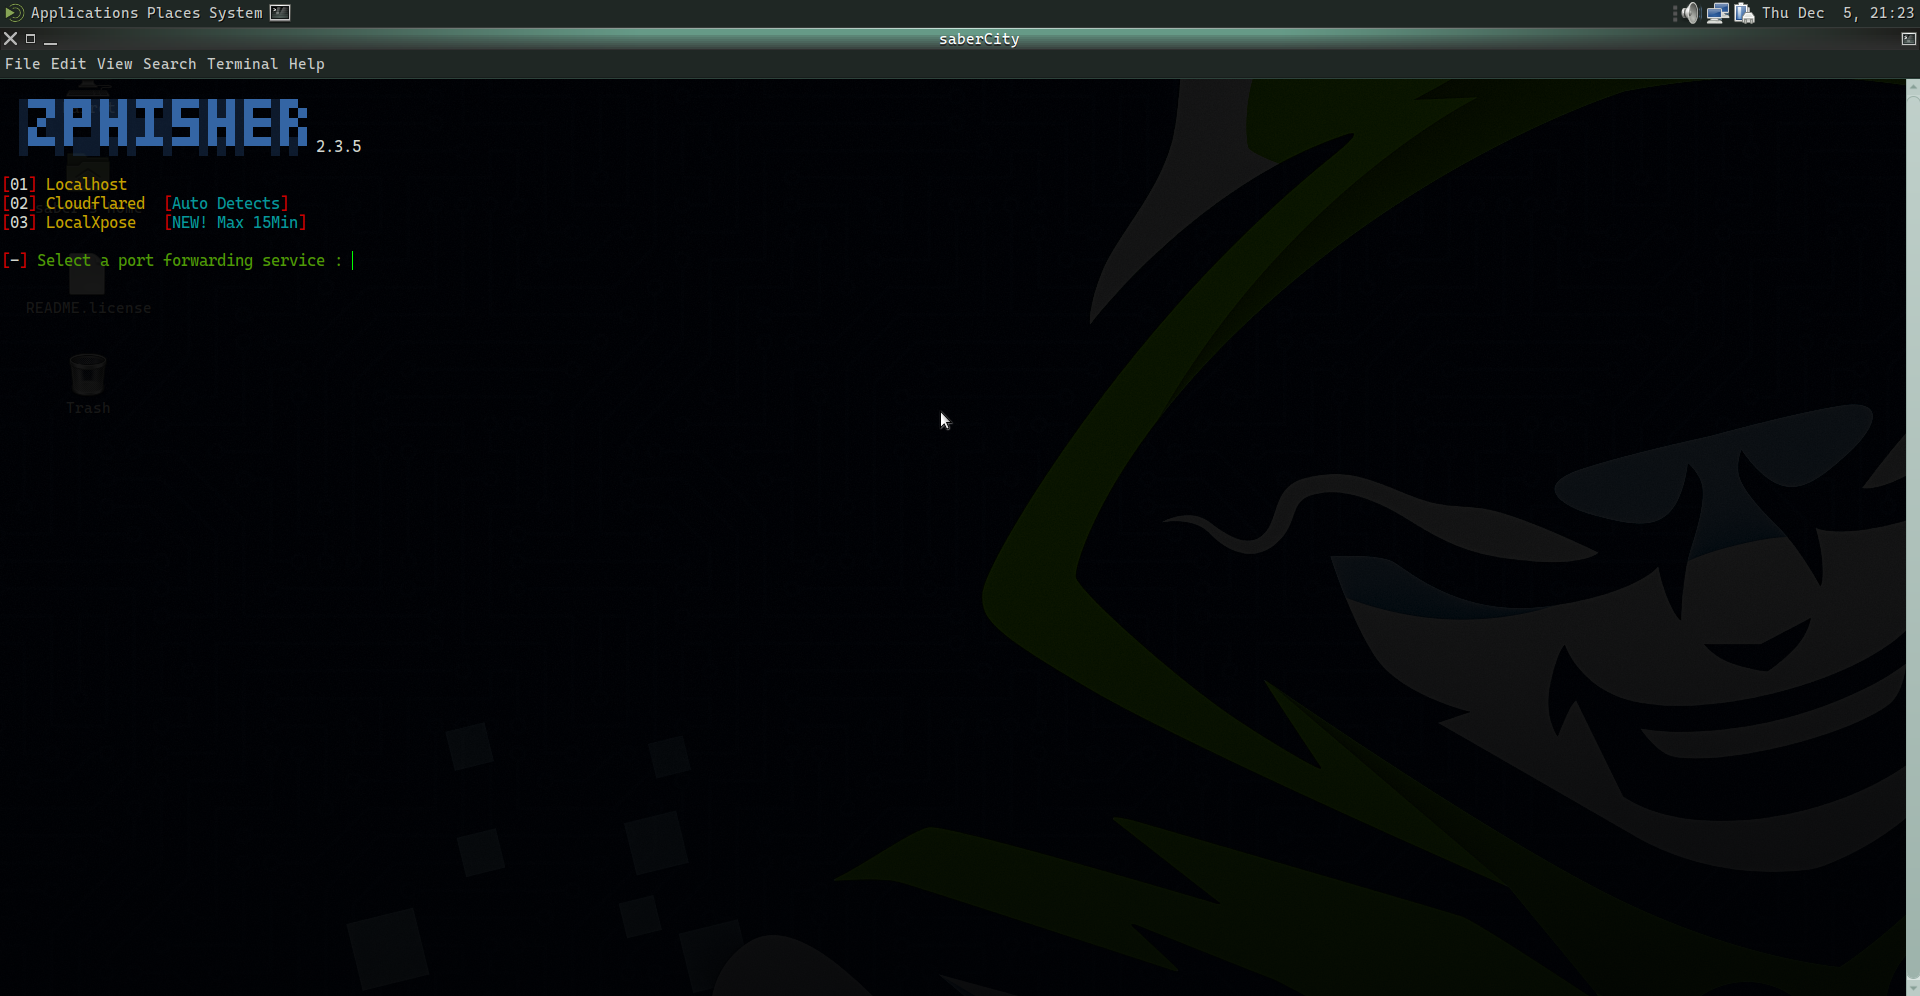 Applications Places System
Thu Dec  5, 21:23
saberCity
File Edit View Search Terminal Help
ZPHISHER 2.3.5
[01] Localhost
[02] Cloudflared  [Auto Detects]
[03] LocalXpose   [NEW! Max 15Min]
[-] Select a port forwarding service :
README.license
Trash